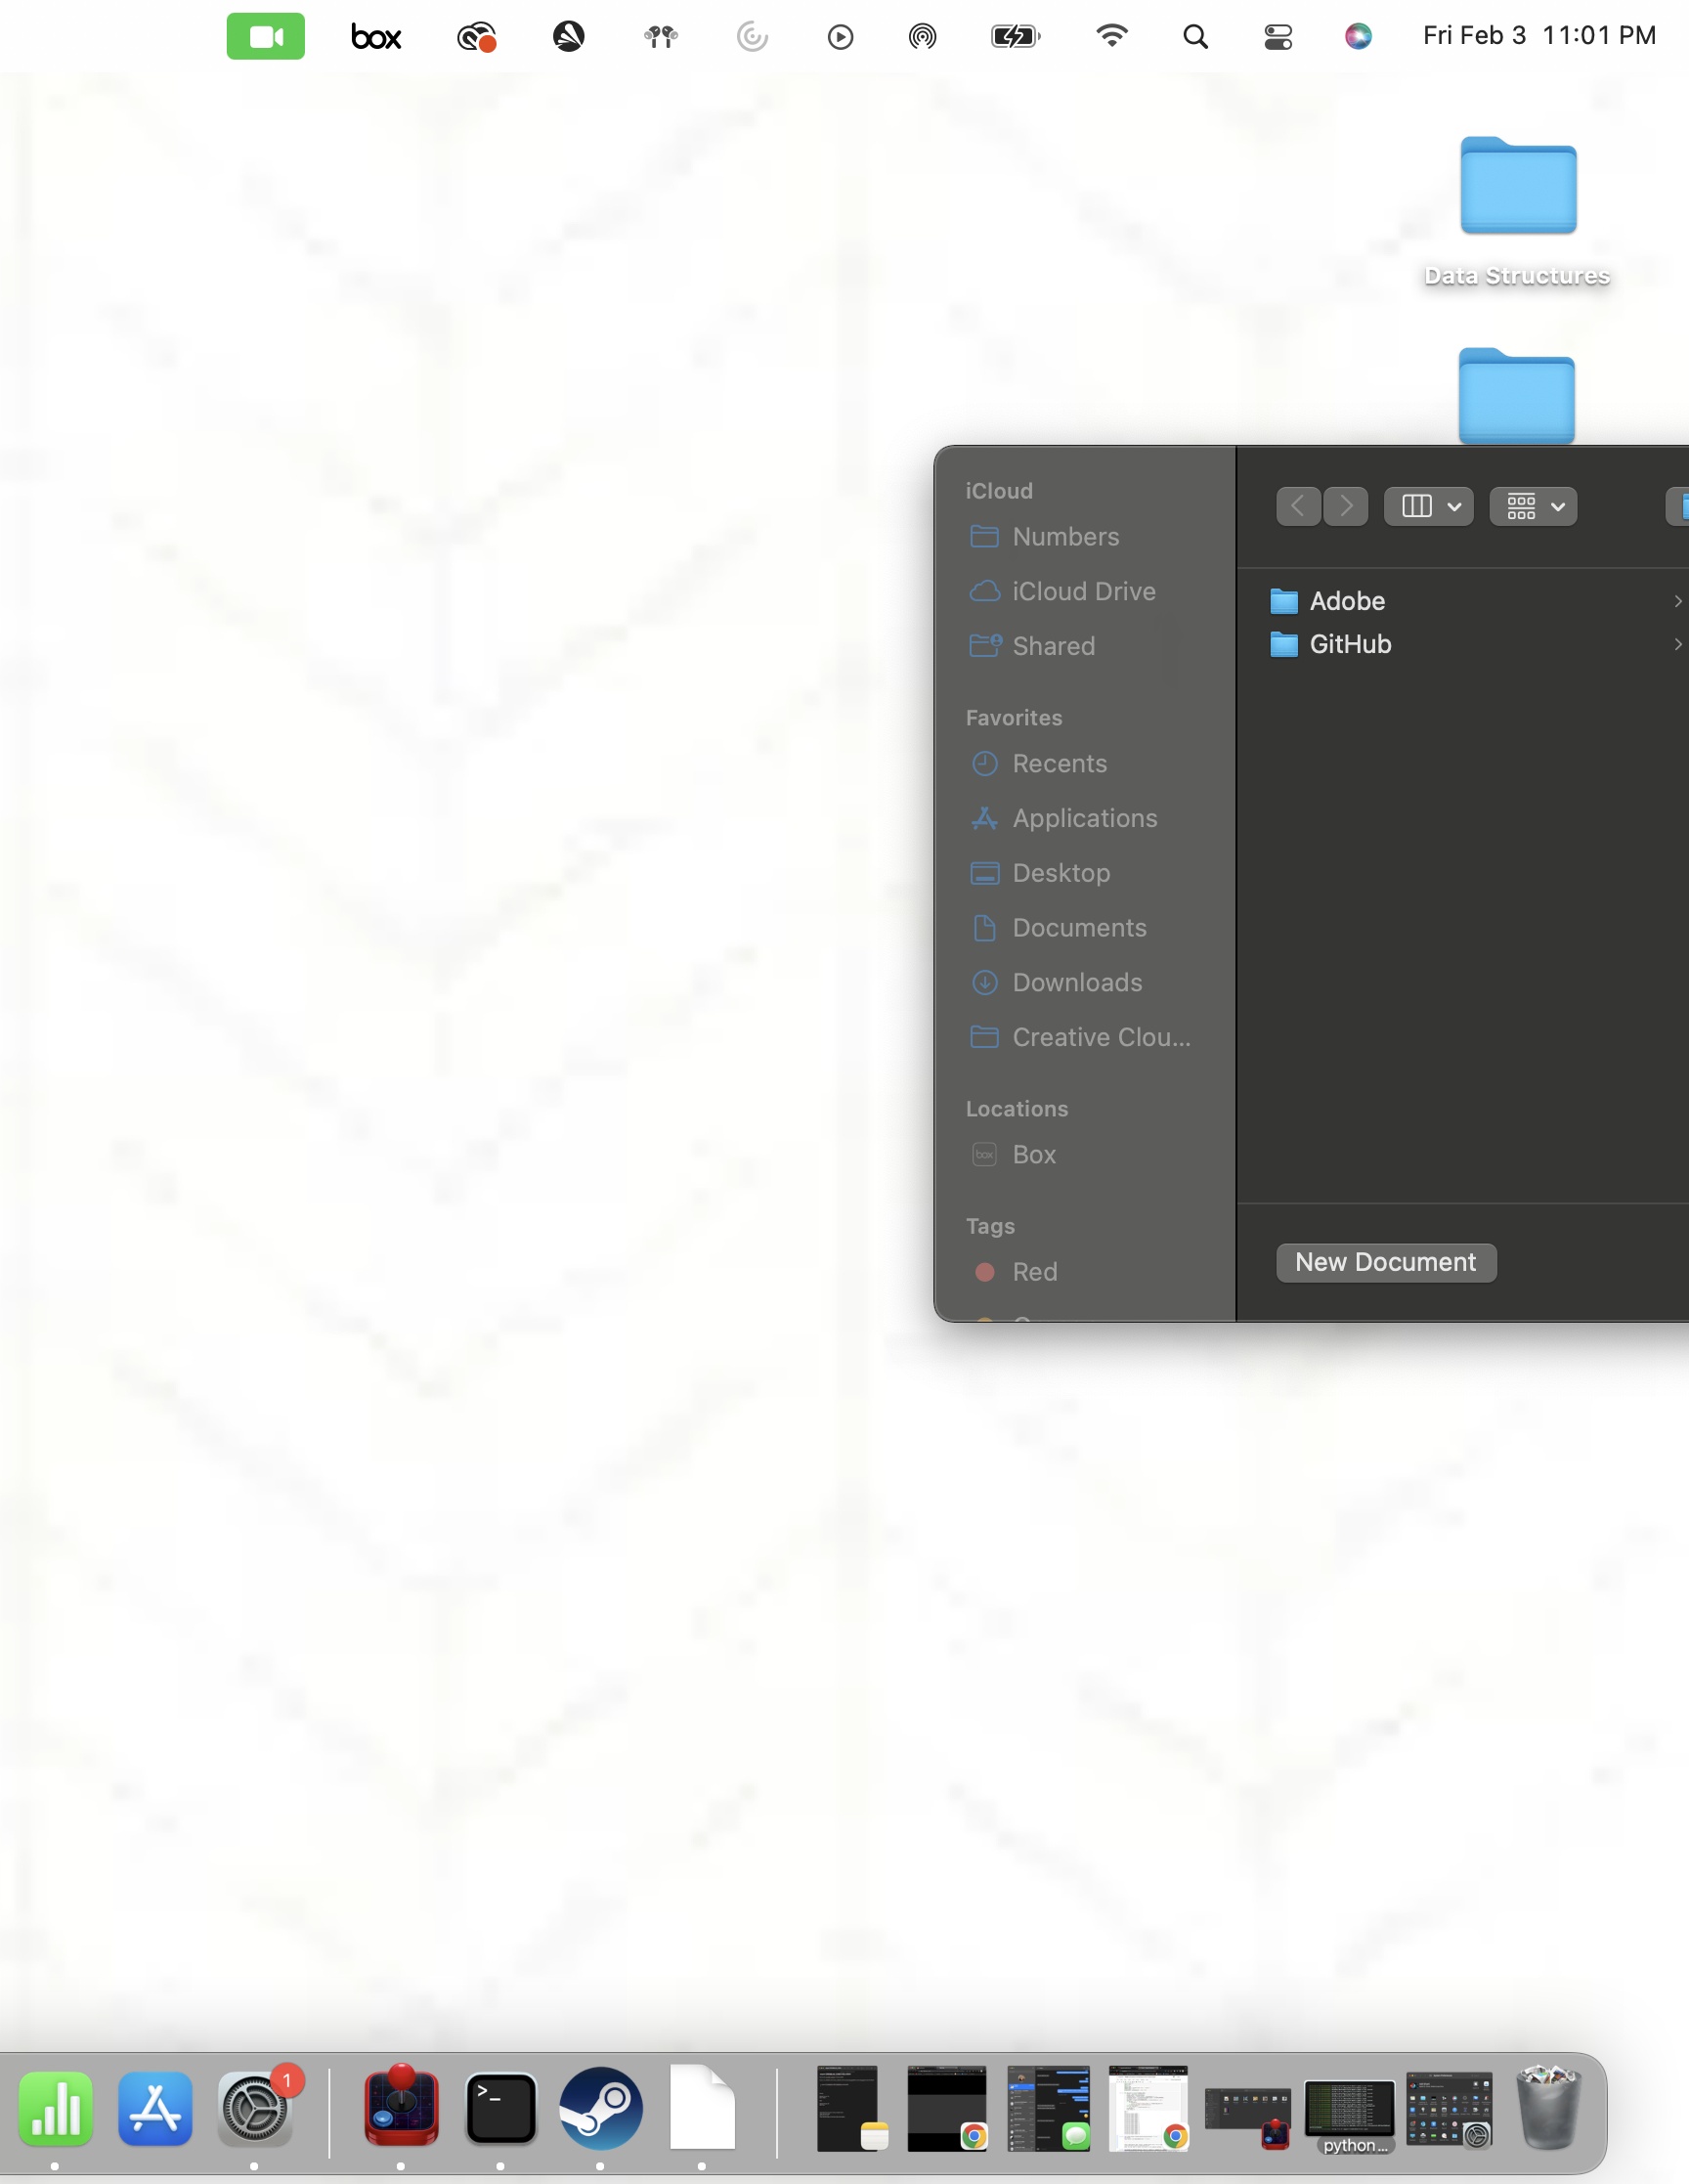 box
Fri Feb 3 11:01 PM
Data Structures
iCloud
Numbers
iCloud Drive
Shared
Favorites
Recents
Applications
Desktop
Documents
Downloads
Creative Clou...
Locations
box
Box
Tags
Red
Adobe
GitHub
New Document
1
>_
python...